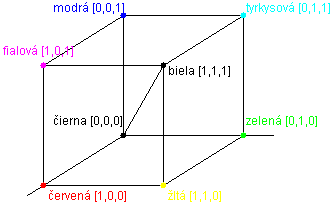 modrá [0,0,1]
tyrkysová [0,1,1]
fialová [1,0,1]
biela [1,1,1]
čierna [0,0,0]
zelená [0,1,0]
červená [1,0,0]
žltá [1,1,0]